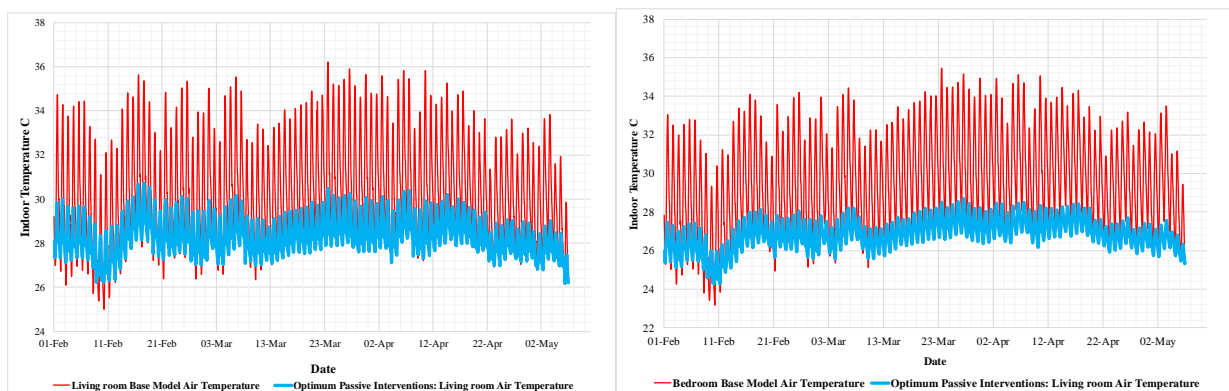 38
36
34
32
30
28
26
24
Indoor Temperature C
01-Feb 11-Feb 21-Feb 03-Mar 13-Mar 23-Mar 02-Apr 12-Apr 22-Apr 02-May
Date
Living room Base Model Air Temperature Optimum Passive Interventions: Living room Air Temperature
38
36
34
32
30
28
26
24
22
Indoor Temperature C
01-Feb 11-Feb 21-Feb 03-Mar 13-Mar 23-Mar 02-Apr 12-Apr 22-Apr 02-May
Date
Bedroom Base Model Air Temperature Optimum Passive Interventions: Living room Air Temperature